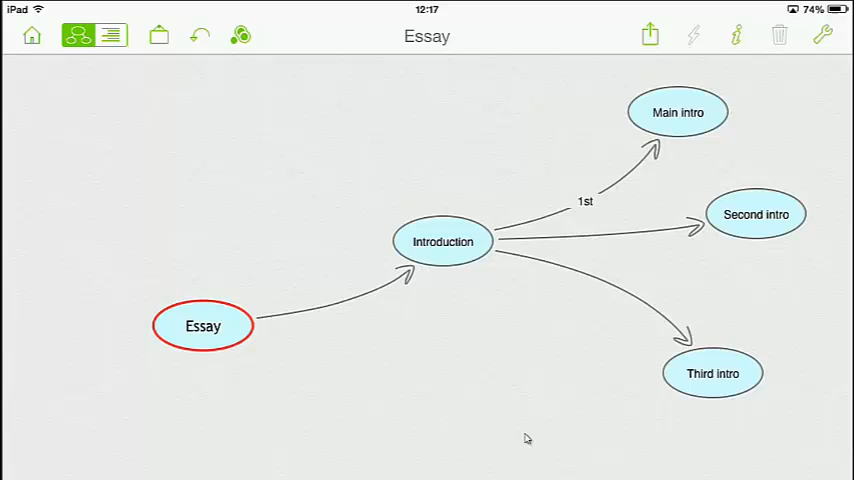 iPad 12:17 74%
Essay
Main intro
1st
Second intro
Introduction
Essay
Third intro